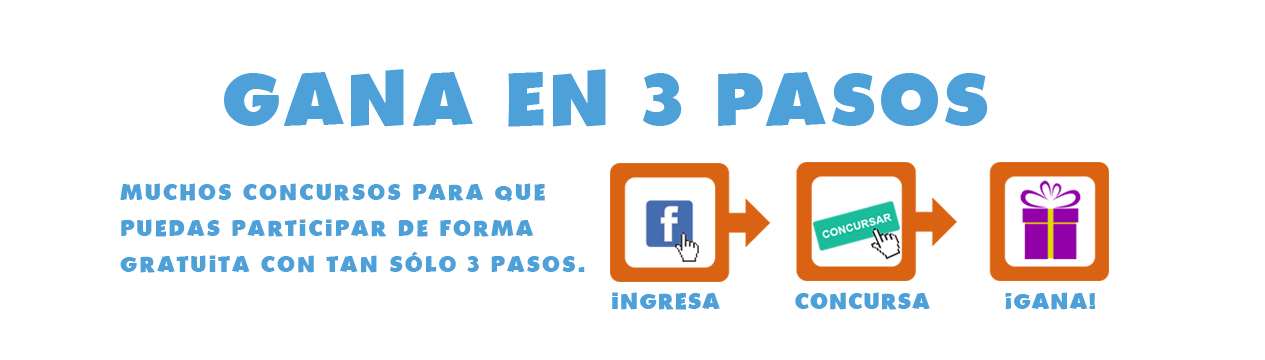 GANA EN 3 PASOS
MUCHOS CONCURSOS PARA QUE
PUEDAS PARTiCiPAR DE FORMA
GRATUiTA CON TAN SÓLO 3 PASOS.
f
CONCURSAR
iNGRESA
CONCURSA
¡GANA!